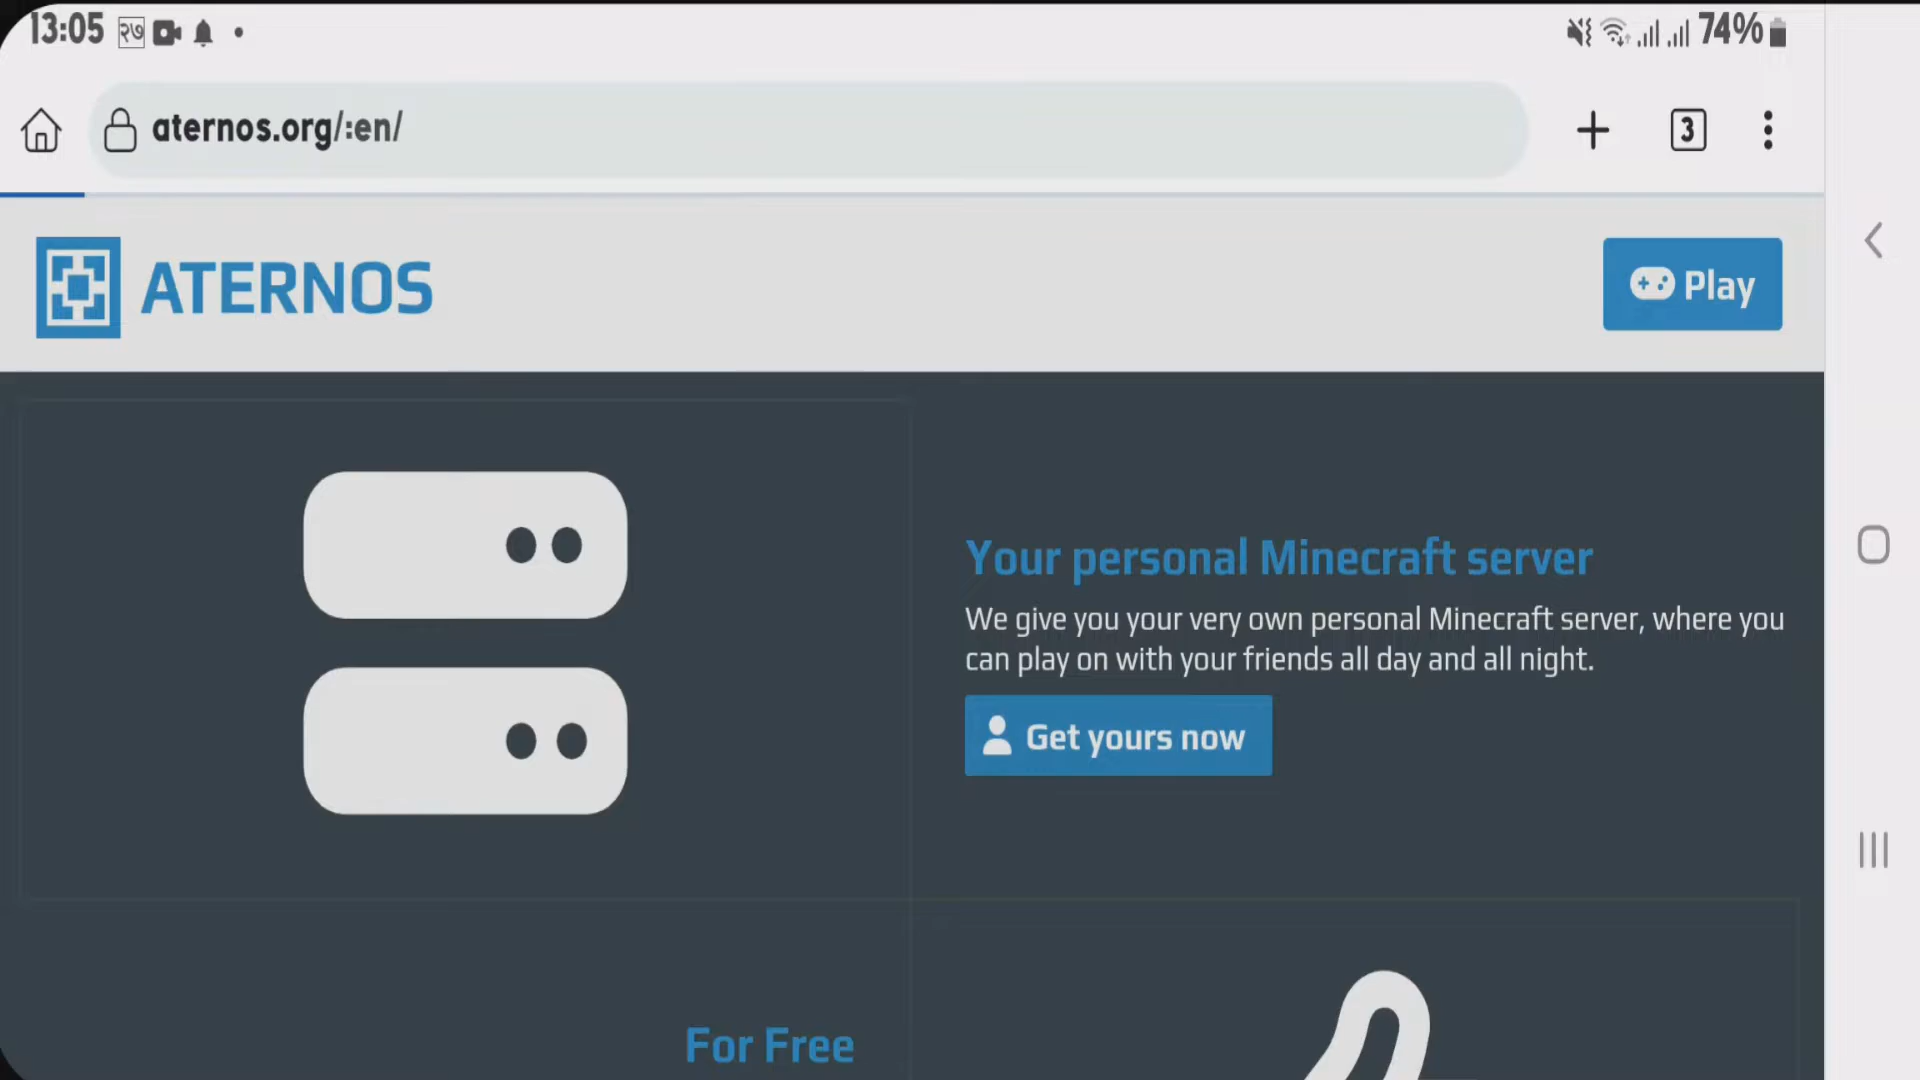 13:05 २७ 74%
aternos.org/:en/ 3
ATERNOS
Play
Your personal Minecraft server
We give you your very own personal Minecraft server, where you
can play on with your friends all day and all night.
Get yours now
For Free